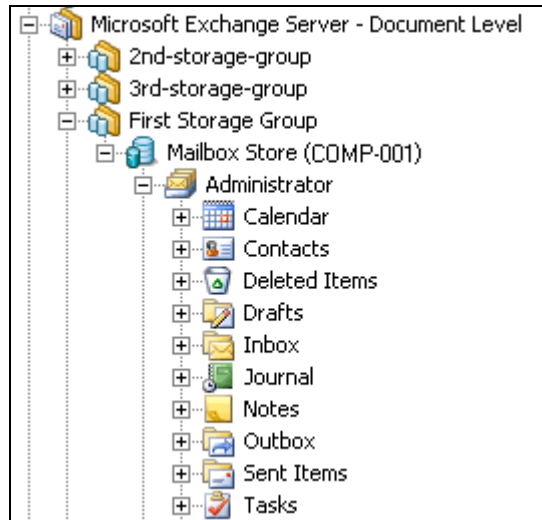 Microsoft Exchange Server - Document Level
2nd-storage-group
3rd-storage-group
First Storage Group
Mailbox Store (COMP-001)
Administrator
Calendar
Contacts
Deleted Items
Drafts
Inbox
Journal
Notes
Outbox
Sent Items
Tasks